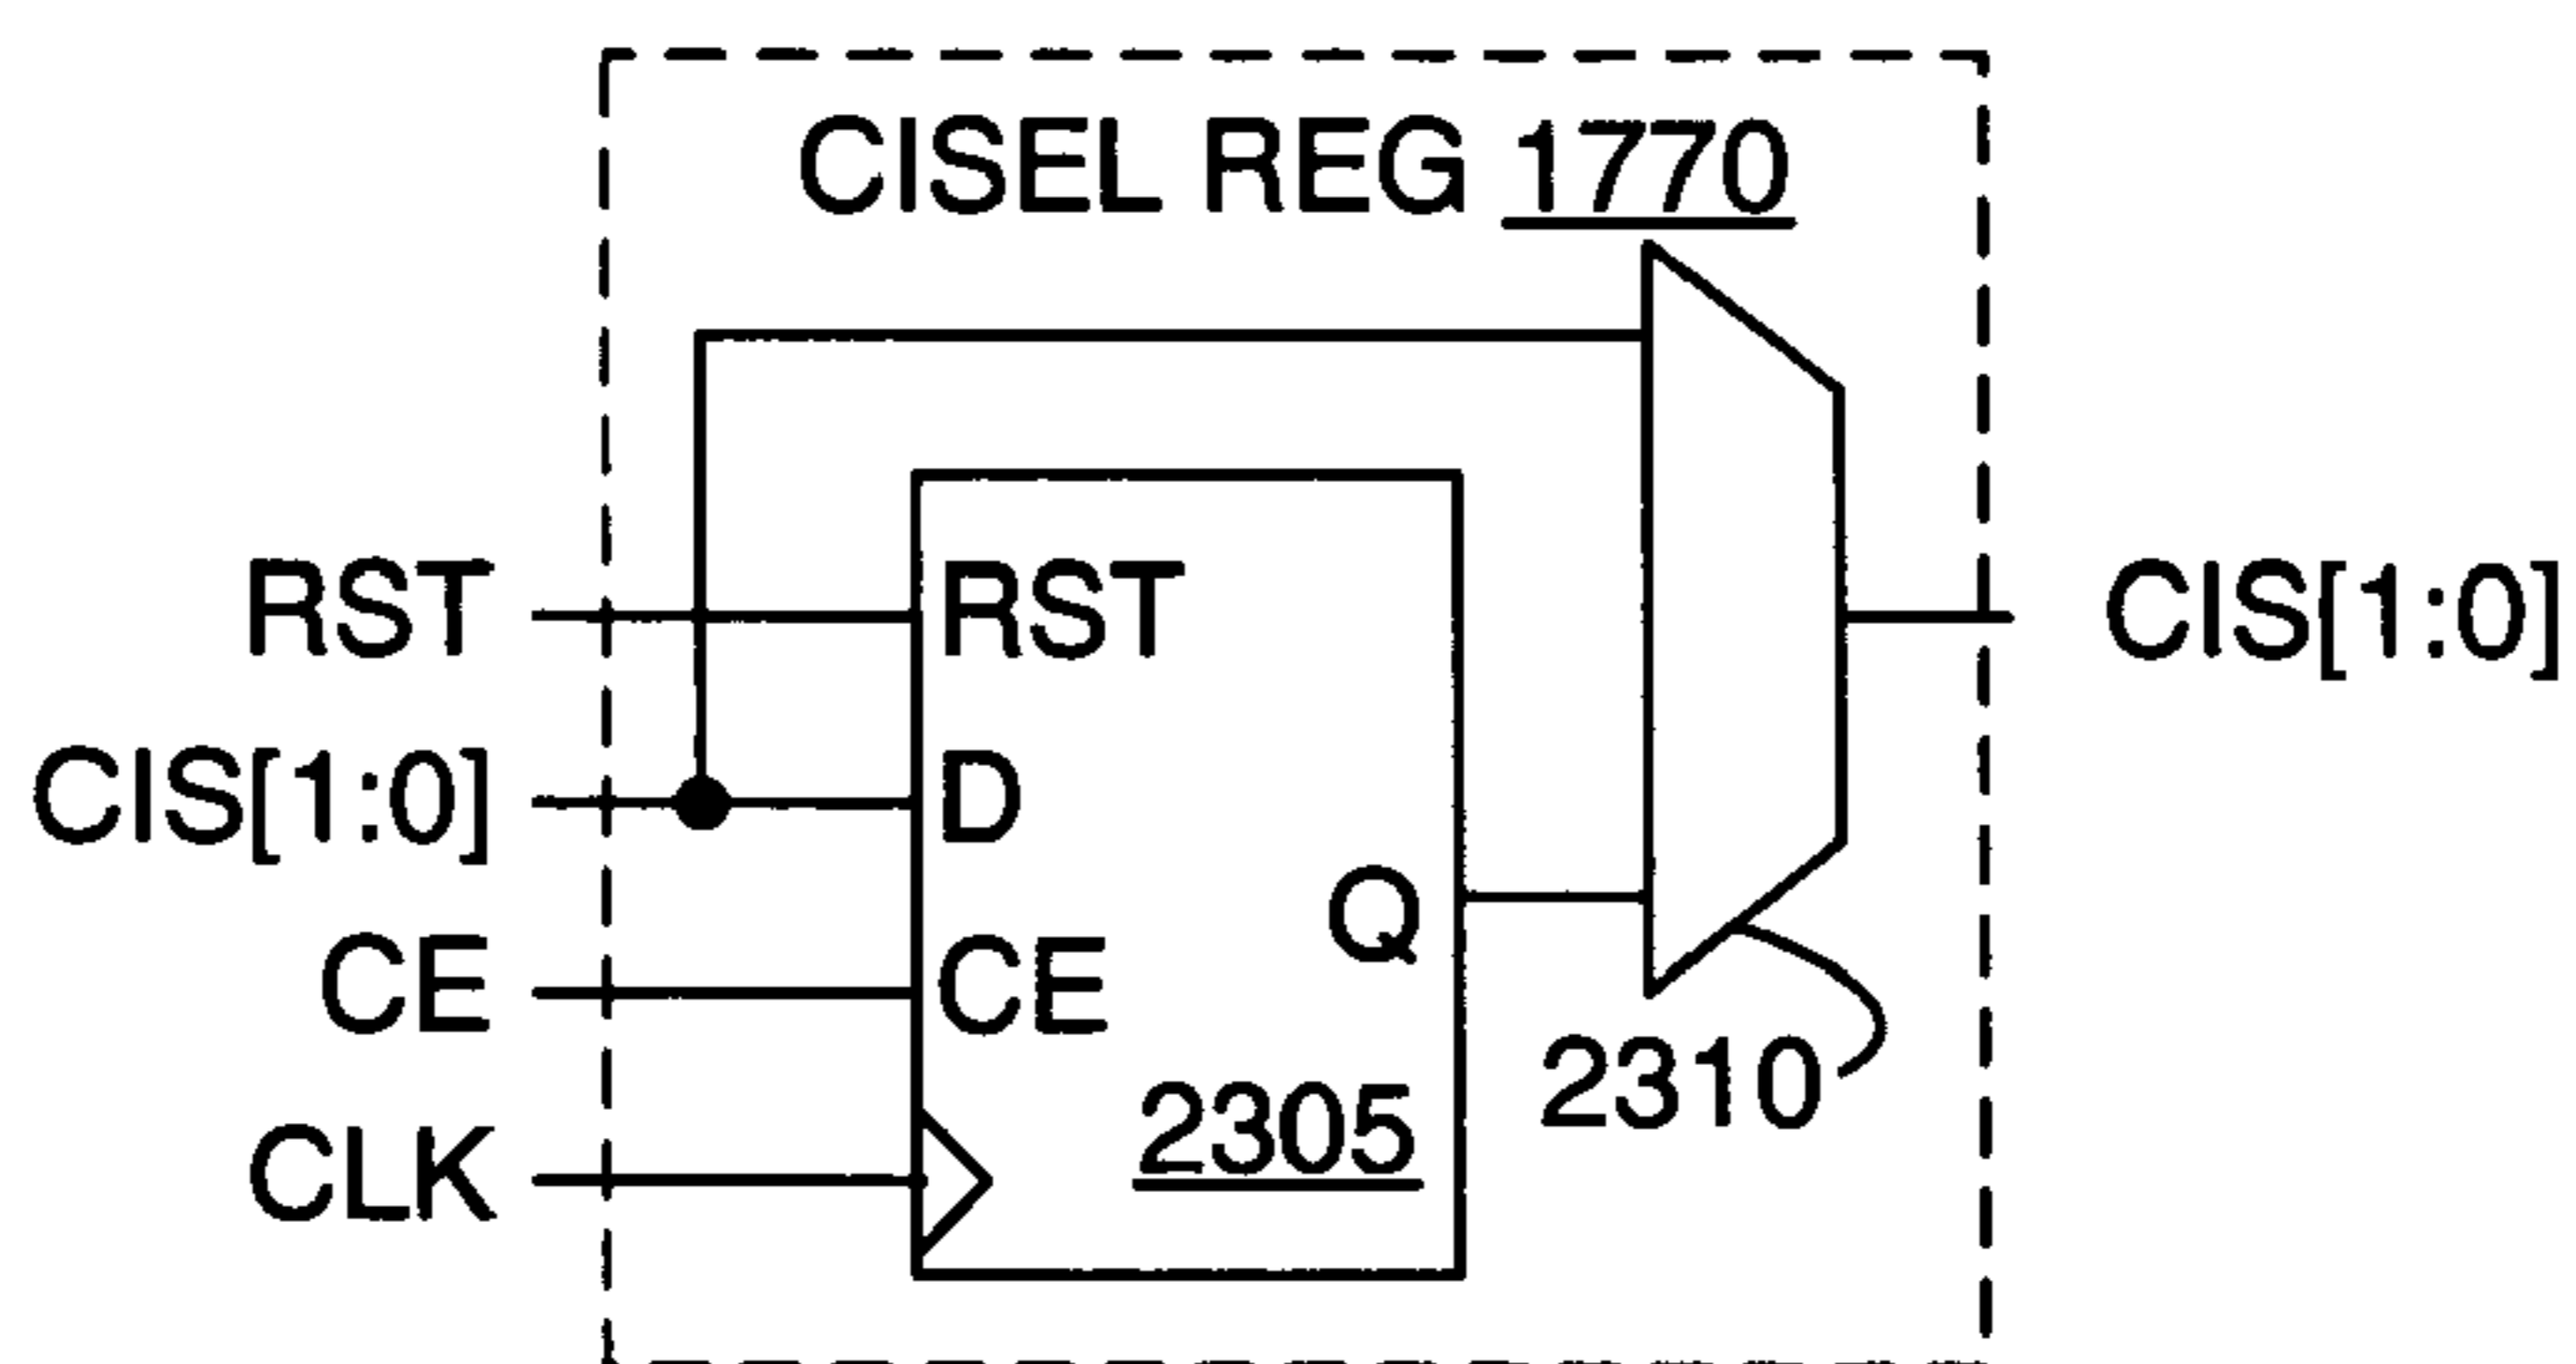 CISEL REG 1770
RST
RST
CIS[1:0]
CIS[1:0]
D
Q
CE
CE
2310
2305
CLK